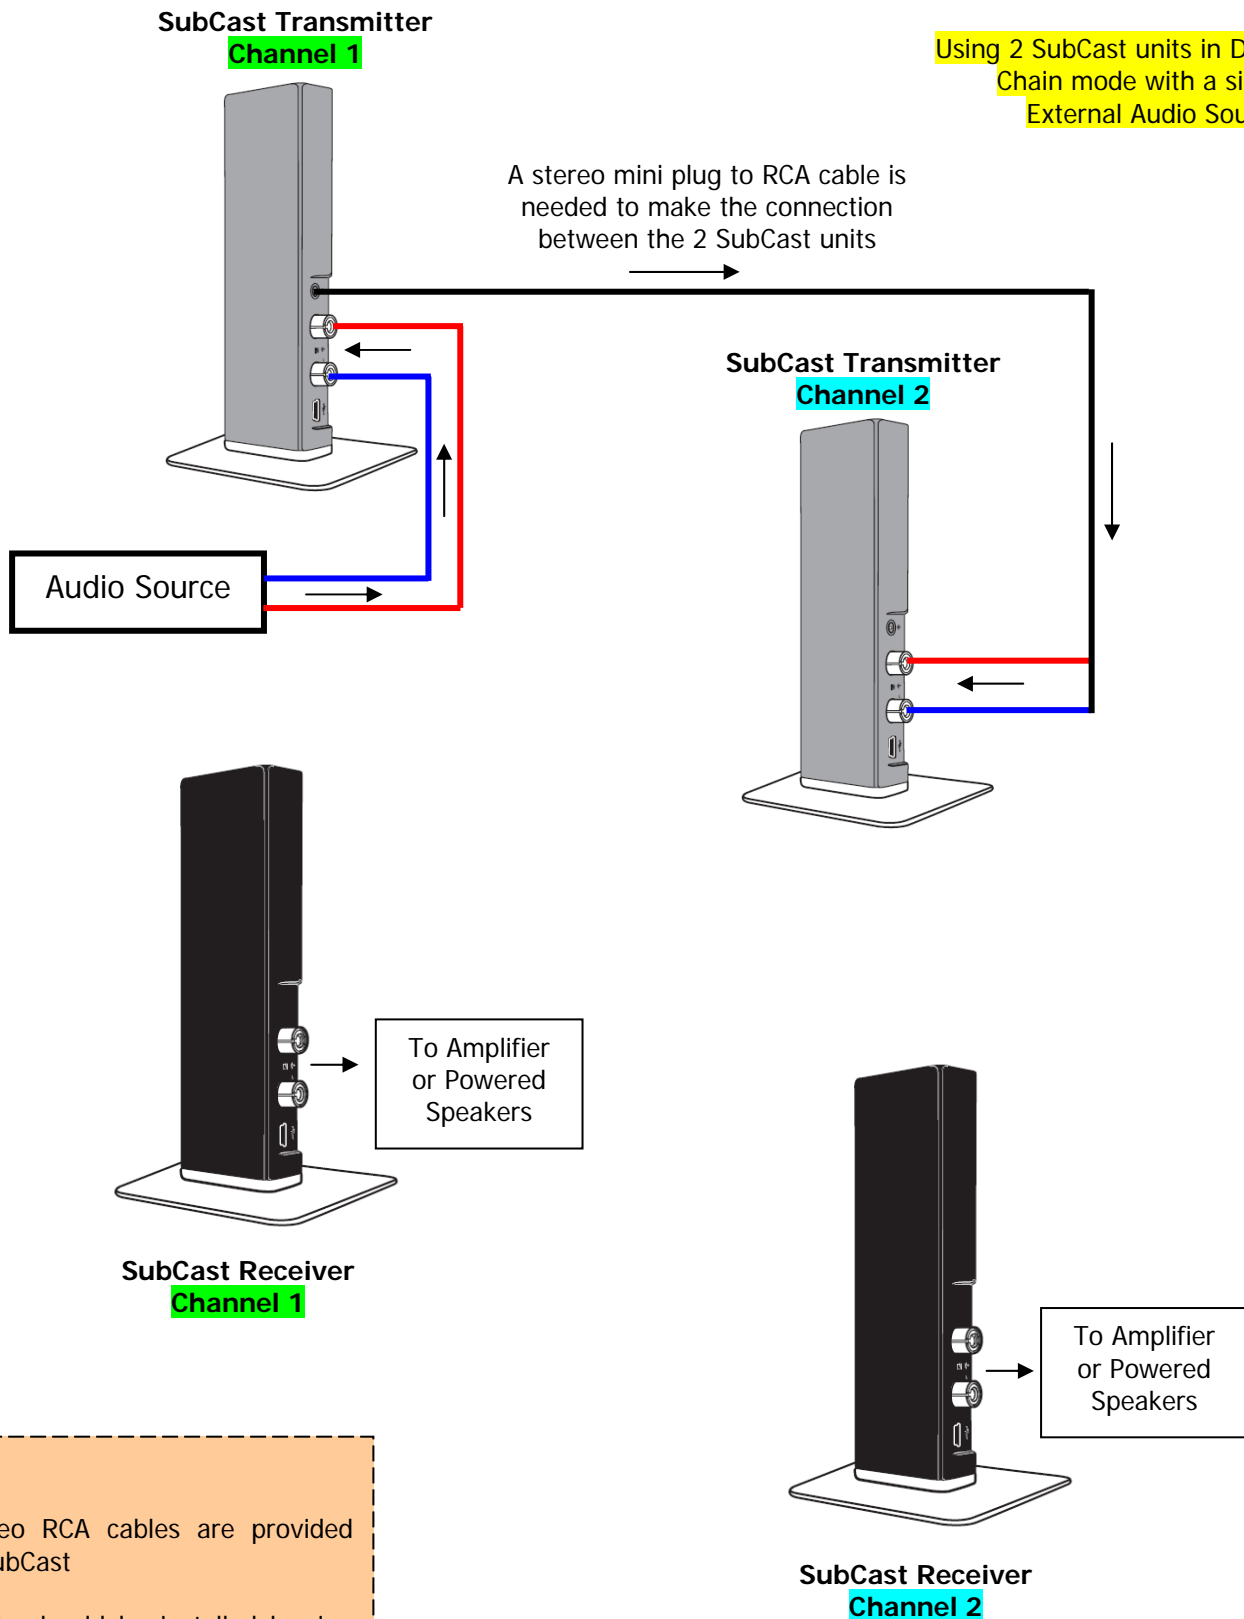 SubCast Transmitter
Channel 1
Using 2 SubCast units in D
Chain mode with a si
External Audio Sou
A stereo mini plug to RCA cable is
needed to make the connection
between the 2 SubCast units
SubCast Transmitter
Channel 2
Audio Source
To Amplifier
or Powered
Speakers
SubCast Receiver
Channel 1
To Amplifier
or Powered
Speakers
eo RCA cables are provided
ubCast
SubCast Receiver
Channel 2